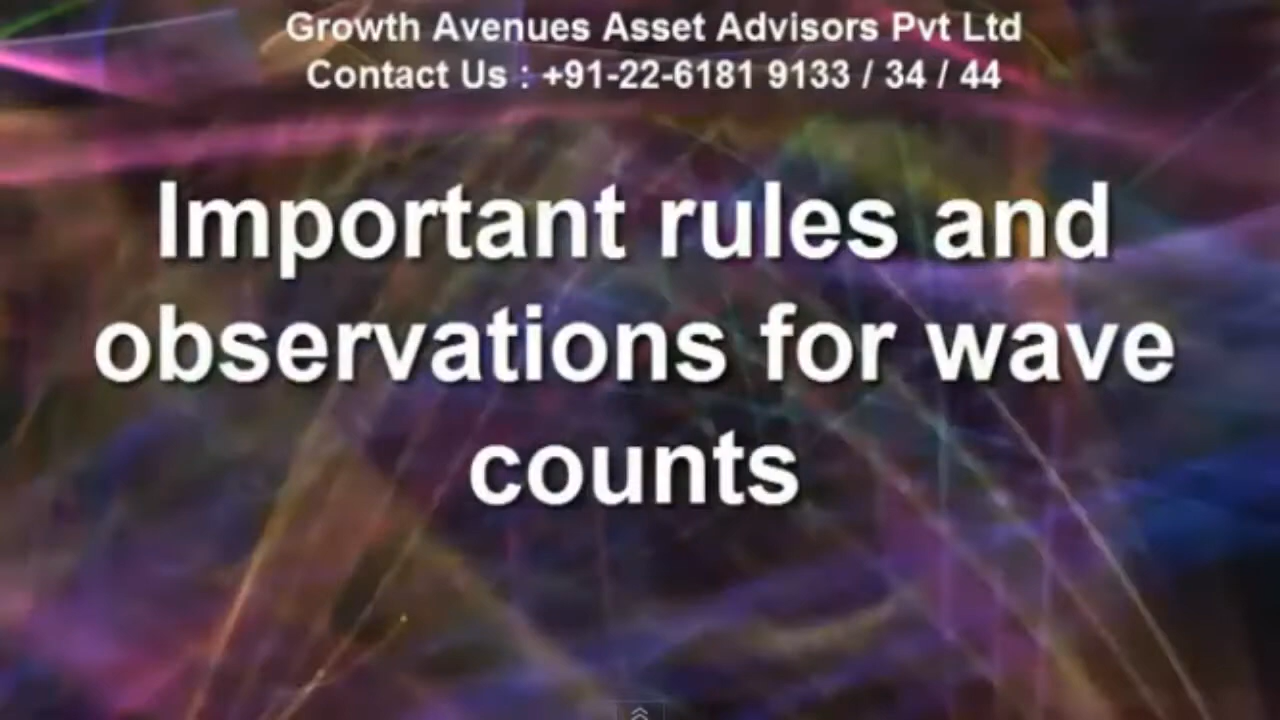 Growth Avenues Asset Advisors Pvt Ltd
Contact Us : +91-22-6181 9133 / 34 / 44
Important rules and
observations for wave
counts